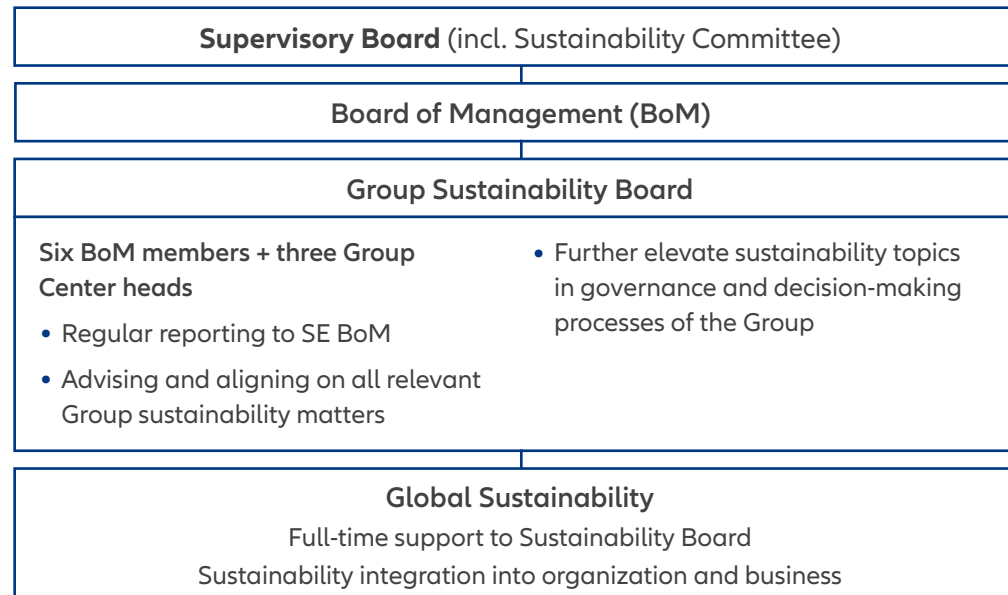 Supervisory Board (incl. Sustainability Committee)
Board of Management (BoM)
Group Sustainability Board
Six BoM members + three Group
Center heads
• Regular reporting to SE BoM
• Advising and aligning on all relevant
Group sustainability matters
• Further elevate sustainability topics
in governance and decision-making
processes of the Group
Global Sustainability
Full-time support to Sustainability Board
Sustainability integration into organization and business